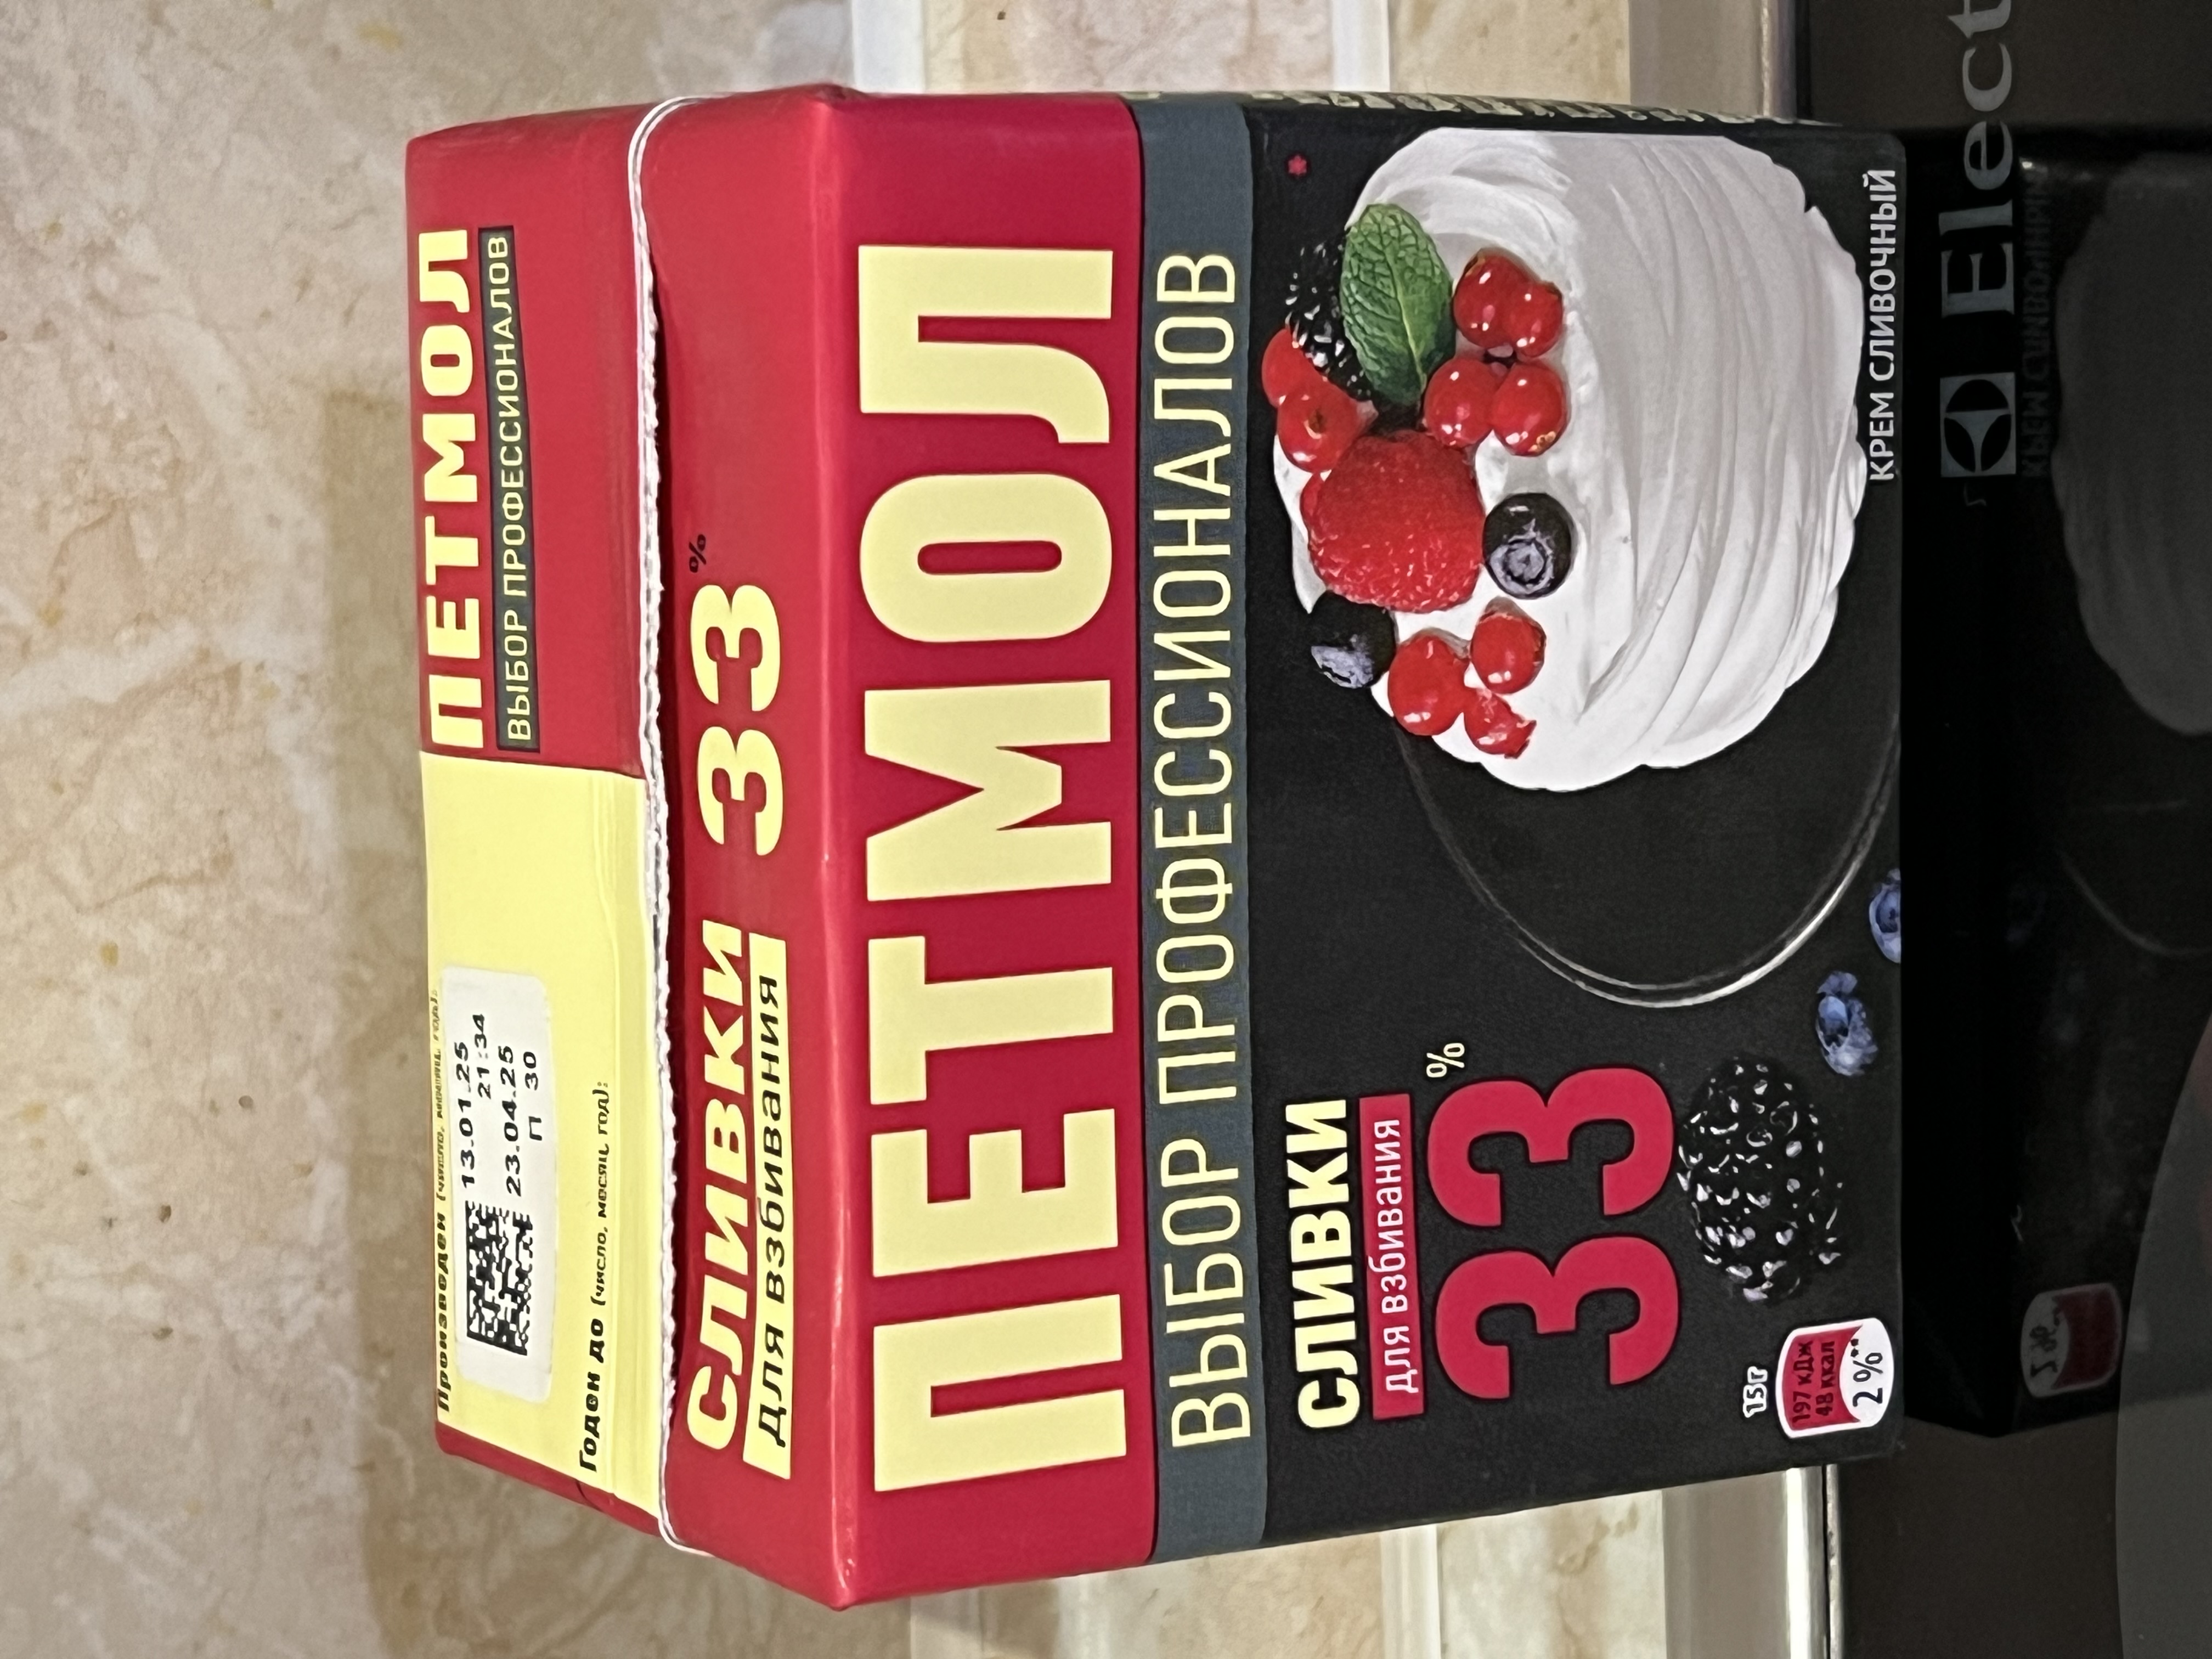 ПЕТМОЛ
ВЫБОР ПРОФЕССИОНАЛОВ
Произведен (число, месяц, год):
13.01.25
21:34
23.04.25
П 30
Годен до (число, месяц, год):
СЛИВКИ 33%
для взбивания
ПЕТМОЛ
ВЫБОР ПРОФЕССИОНАЛОВ
СЛИВКИ
для взбивания
33%
*
15г
197 кДж
48 ккал
2%**
КРЕМ СЛИВОЧНЫЙ
Elect